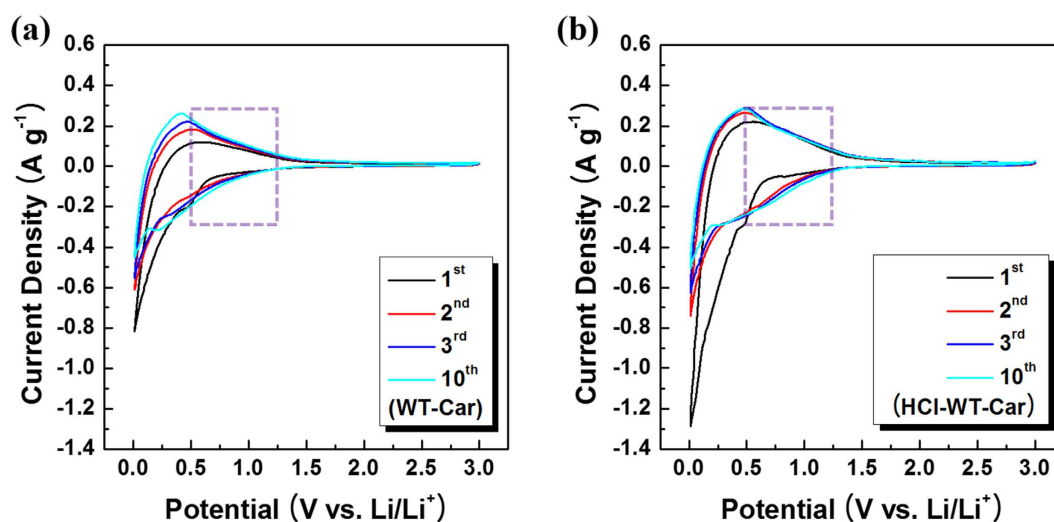 (a)
0.6
0.4
0.2
0.0
-0.2
-0.4
-0.6
-0.8
-1.0
-1.2
-1.4
Current Density (A g⁻¹)
1ˢᵗ
2ⁿᵈ
3ʳᵈ
10ᵗʰ
(WT-Car)
0.0 0.5 1.0 1.5 2.0 2.5 3.0
Potential (V vs. Li/Li⁺)
(b)
0.6
0.4
0.2
0.0
-0.2
-0.4
-0.6
-0.8
-1.0
-1.2
-1.4
Current Density (A g⁻¹)
1ˢᵗ
2ⁿᵈ
3ʳᵈ
10ᵗʰ
(HCl-WT-Car)
0.0 0.5 1.0 1.5 2.0 2.5 3.0
Potential (V vs. Li/Li⁺)